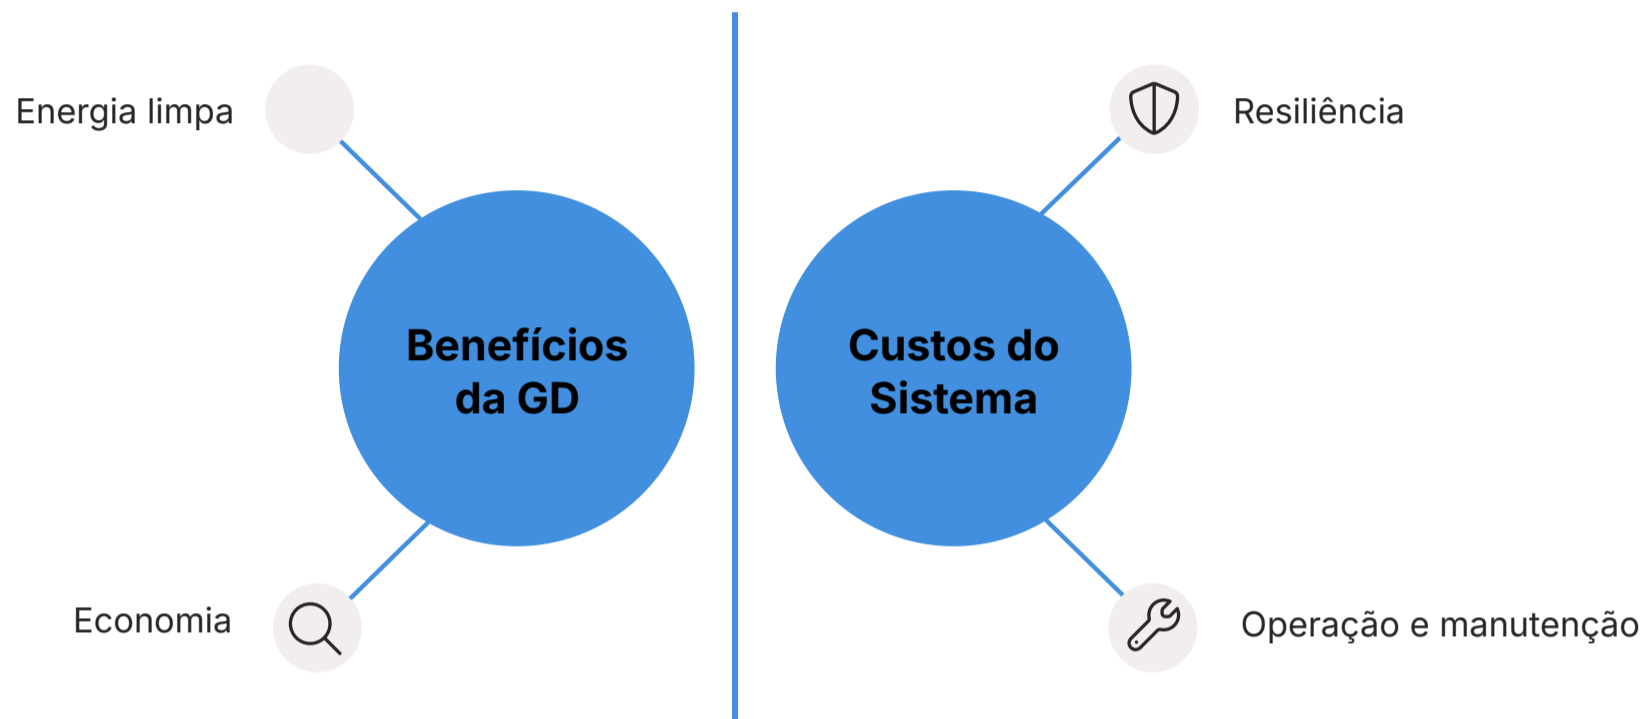 Energia limpa
Economia
Benefícios
da GD
Custos do
Sistema
Resiliência
Operação e manutenção